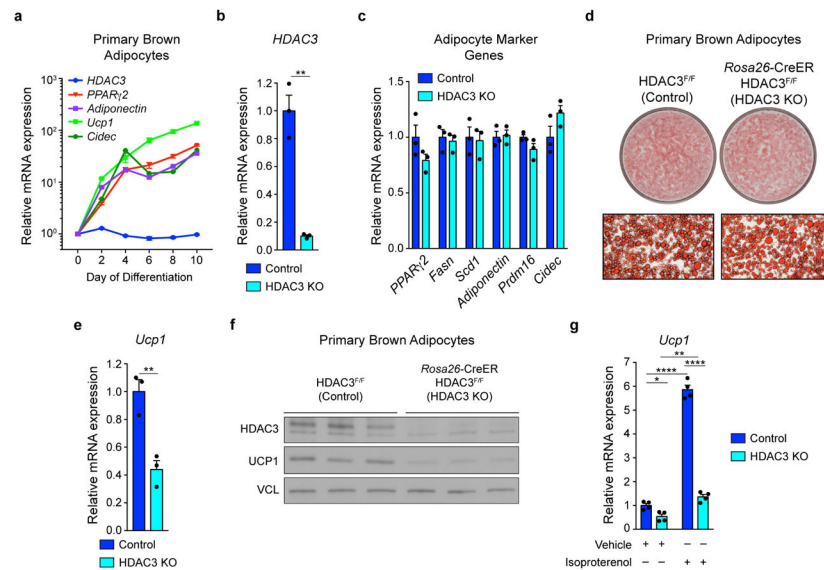 a
Primary Brown
Adipocytes
Relative mRNA expression
10³
10²
10¹
10⁰
HDAC3
PPARγ2
Adiponectin
Ucp1
Cidec
0 2 4 6 8 10
Day of Differentiation
b
HDAC3
Relative mRNA expression
1.2
1.0
0.8
0.6
0.4
0.2
0.0
**
Control
HDAC3 KO
c
Adipocyte Marker
Genes
Relative mRNA expression
1.5
1.0
0.5
0.0
Control
HDAC3 KO
PPARγ2 Fasn Scd1 Adiponectin Prdm16 Cidec
d
Primary Brown Adipocytes
HDAC3F/F
(Control)
Rosa26-CreER
HDAC3F/F
(HDAC3 KO)
e
Ucp1
Relative mRNA expression
1.2
1.0
0.8
0.6
0.4
0.2
0.0
**
Control
HDAC3 KO
f
Primary Brown Adipocytes
HDAC3F/F
(Control)
Rosa26-CreER
HDAC3F/F
(HDAC3 KO)
HDAC3
UCP1
VCL
g
Ucp1
Relative mRNA expression
7
6
5
4
3
2
1
0
**
**** ****
*
Control
HDAC3 KO
Vehicle + + – –
Isoproterenol – – + +